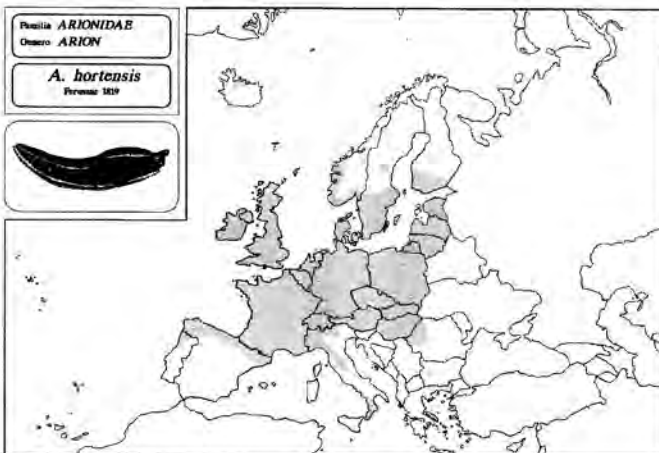 Familia ARIONIDAE
Genero ARION
A. hortensis
Ferussac 1819